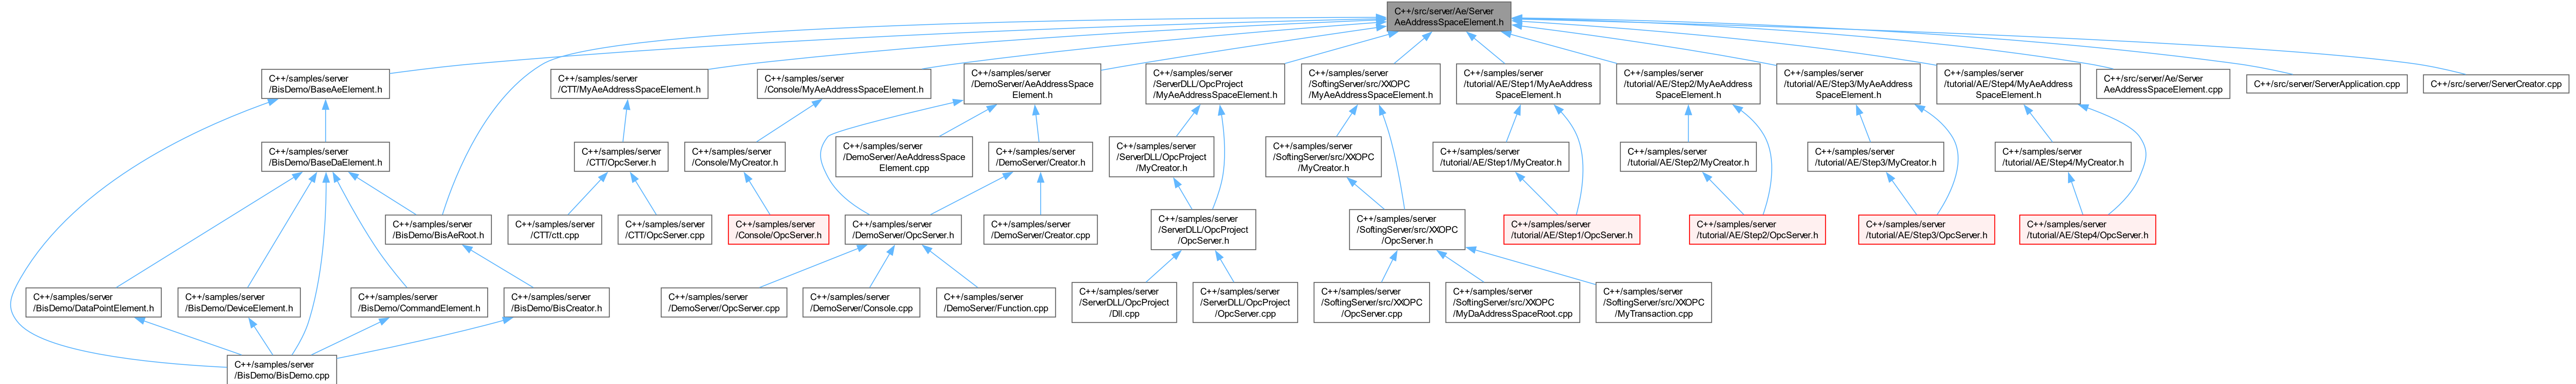 C++/src/server/Ae/Server
AeAddressSpaceElement.h
C++/samples/server
/BisDemo/BaseAeElement.h
C++/samples/server
/CTT/MyAeAddressSpaceElement.h
C++/samples/server
/Console/MyAeAddressSpaceElement.h
C++/samples/server
/DemoServer/AeAddressSpace
Element.h
C++/samples/server
/ServerDLL/OpcProject
/MyAeAddressSpaceElement.h
C++/samples/server
/SoftingServer/src/XXOPC
/MyAeAddressSpaceElement.h
C++/samples/server
/tutorial/AE/Step1/MyAeAddress
SpaceElement.h
C++/samples/server
/tutorial/AE/Step2/MyAeAddress
SpaceElement.h
C++/samples/server
/tutorial/AE/Step3/MyAeAddress
SpaceElement.h
C++/samples/server
/tutorial/AE/Step4/MyAeAddress
SpaceElement.h
C++/src/server/Ae/Server
AeAddressSpaceElement.cpp
C++/src/server/ServerApplication.cpp
C++/src/server/ServerCreator.cpp
C++/samples/server
/BisDemo/BaseDaElement.h
C++/samples/server
/CTT/OpcServer.h
C++/samples/server
/Console/MyCreator.h
C++/samples/server
/DemoServer/AeAddressSpace
Element.cpp
C++/samples/server
/DemoServer/Creator.h
C++/samples/server
/ServerDLL/OpcProject
/MyCreator.h
C++/samples/server
/SoftingServer/src/XXOPC
/MyCreator.h
C++/samples/server
/tutorial/AE/Step1/MyCreator.h
C++/samples/server
/tutorial/AE/Step2/MyCreator.h
C++/samples/server
/tutorial/AE/Step3/MyCreator.h
C++/samples/server
/tutorial/AE/Step4/MyCreator.h
C++/samples/server
/BisDemo/BisAeRoot.h
C++/samples/server
/CTT/ctt.cpp
C++/samples/server
/CTT/OpcServer.cpp
C++/samples/server
/Console/OpcServer.h
C++/samples/server
/DemoServer/OpcServer.h
C++/samples/server
/DemoServer/Creator.cpp
C++/samples/server
/ServerDLL/OpcProject
/OpcServer.h
C++/samples/server
/SoftingServer/src/XXOPC
/OpcServer.h
C++/samples/server
/tutorial/AE/Step1/OpcServer.h
C++/samples/server
/tutorial/AE/Step2/OpcServer.h
C++/samples/server
/tutorial/AE/Step3/OpcServer.h
C++/samples/server
/tutorial/AE/Step4/OpcServer.h
C++/samples/server
/BisDemo/DataPointElement.h
C++/samples/server
/BisDemo/DeviceElement.h
C++/samples/server
/BisDemo/CommandElement.h
C++/samples/server
/BisDemo/BisCreator.h
C++/samples/server
/DemoServer/OpcServer.cpp
C++/samples/server
/DemoServer/Console.cpp
C++/samples/server
/DemoServer/Function.cpp
C++/samples/server
/ServerDLL/OpcProject
/Dll.cpp
C++/samples/server
/ServerDLL/OpcProject
/OpcServer.cpp
C++/samples/server
/SoftingServer/src/XXOPC
/OpcServer.cpp
C++/samples/server
/SoftingServer/src/XXOPC
/MyDaAddressSpaceRoot.cpp
C++/samples/server
/SoftingServer/src/XXOPC
/MyTransaction.cpp
C++/samples/server
/BisDemo/BisDemo.cpp